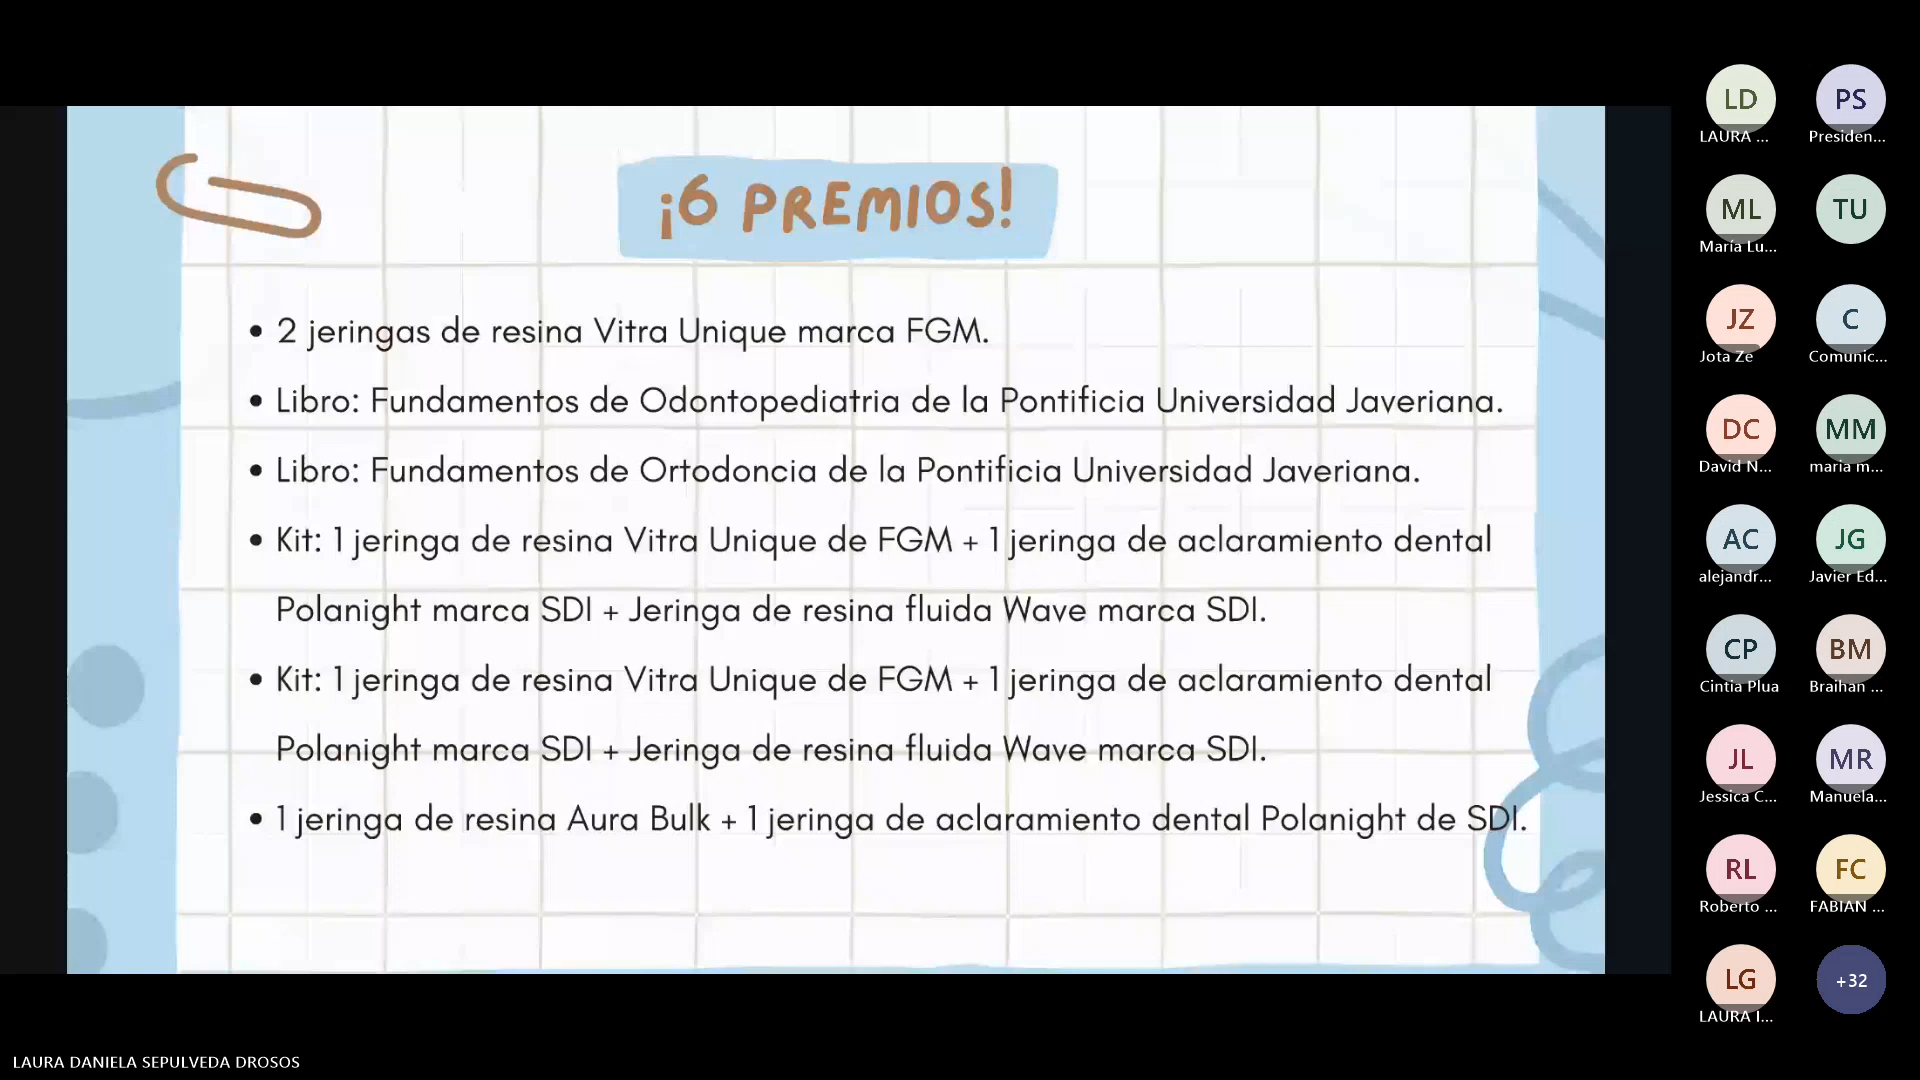 ¡6 PREMIOS!
• 2 jeringas de resina Vitra Unique marca FGM.
• Libro: Fundamentos de Odontopediatria de la Pontificia Universidad Javeriana.
• Libro: Fundamentos de Ortodoncia de la Pontificia Universidad Javeriana.
• Kit: 1 jeringa de resina Vitra Unique de FGM + 1 jeringa de aclaramiento dental
Polanight marca SDI + Jeringa de resina fluida Wave marca SDI.
• Kit: 1 jeringa de resina Vitra Unique de FGM + 1 jeringa de aclaramiento dental
Polanight marca SDI + Jeringa de resina fluida Wave marca SDI.
• 1 jeringa de resina Aura Bulk + 1 jeringa de aclaramiento dental Polanight de SDI.
LD PS
LAURA ... Presiden...
ML TU
María Lu...
JZ C
Jota Ze Comunic...
DC MM
David N... maria m...
AC JG
alejandr... Javier Ed...
CP BM
Cintia Plua Braihan ...
JL MR
Jessica C... Manuela...
RL FC
Roberto ... FABIAN ...
LG +32
LAURA I...
LAURA DANIELA SEPULVEDA DROSOS